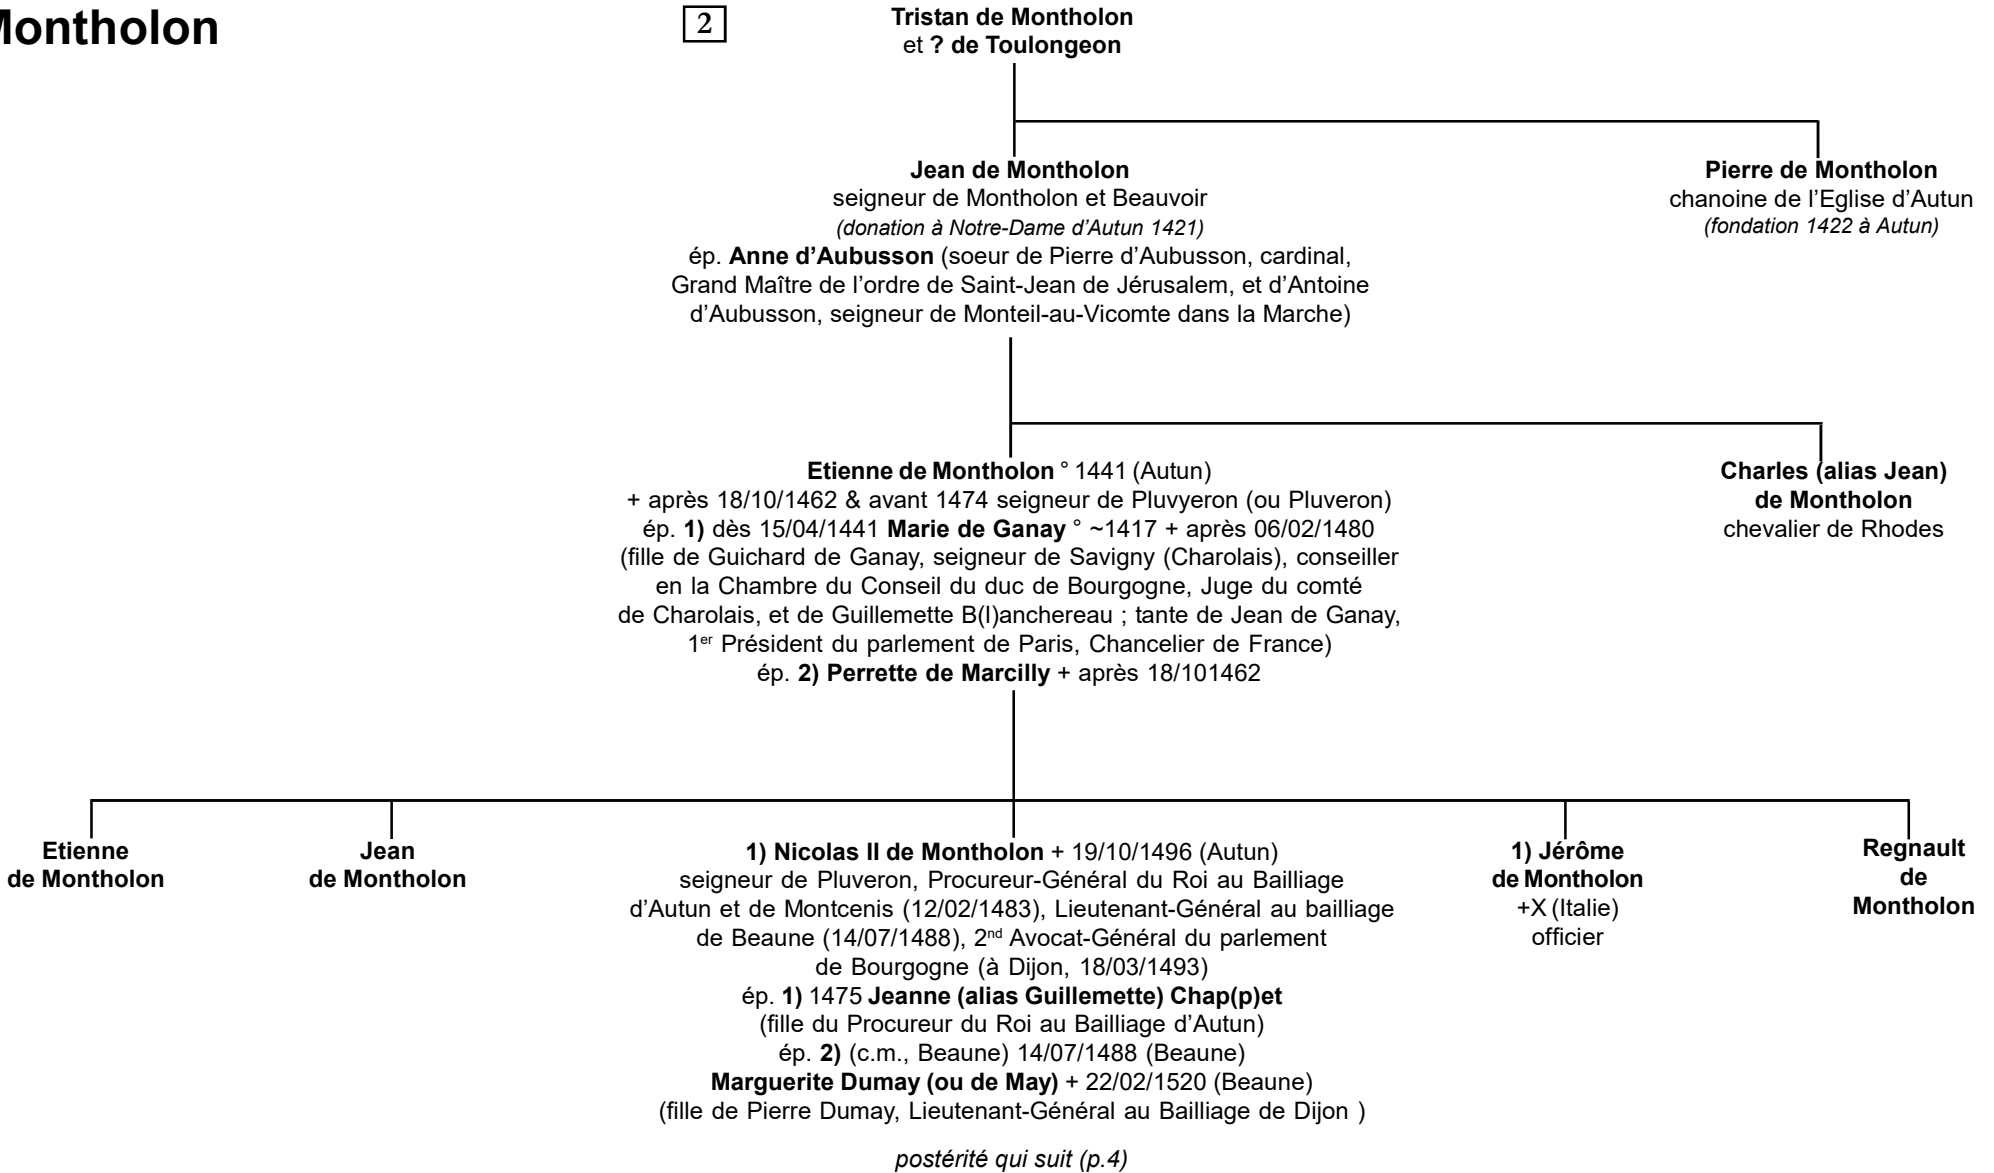 Montholon
2
Tristan de Montholon
et ? de Toulongeon
Jean de Montholon
seigneur de Montholon et Beauvoir
(donation à Notre-Dame d’Autun 1421)
ép. Anne d’Aubusson (soeur de Pierre d’Aubusson, cardinal,
Grand Maître de l’ordre de Saint-Jean de Jérusalem, et d’Antoine
d’Aubusson, seigneur de Monteil-au-Vicomte dans la Marche)
Pierre de Montholon
chanoine de l’Eglise d’Autun
(fondation 1422 à Autun)
Etienne de Montholon ° 1441 (Autun)
+ après 18/10/1462 & avant 1474 seigneur de Pluvyeron (ou Pluveron)
ép. 1) dès 15/04/1441 Marie de Ganay ° ~1417 + après 06/02/1480
(fille de Guichard de Ganay, seigneur de Savigny (Charolais), conseiller
en la Chambre du Conseil du duc de Bourgogne, Juge du comté
de Charolais, et de Guillemette B(l)anchereau ; tante de Jean de Ganay,
1er Président du parlement de Paris, Chancelier de France)
ép. 2) Perrette de Marcilly + après 18/101462
Charles (alias Jean)
de Montholon
chevalier de Rhodes
Etienne
de Montholon
Jean
de Montholon
1) Nicolas II de Montholon + 19/10/1496 (Autun)
seigneur de Pluveron, Procureur-Général du Roi au Bailliage
d’Autun et de Montcenis (12/02/1483), Lieutenant-Général au bailliage
de Beaune (14/07/1488), 2nd Avocat-Général du parlement
de Bourgogne (à Dijon, 18/03/1493)
ép. 1) 1475 Jeanne (alias Guillemette) Chap(p)et
(fille du Procureur du Roi au Bailliage d’Autun)
ép. 2) (c.m., Beaune) 14/07/1488 (Beaune)
Marguerite Dumay (ou de May) + 22/02/1520 (Beaune)
(fille de Pierre Dumay, Lieutenant-Général au Bailliage de Dijon )
1) Jérôme
de Montholon
+X (Italie)
officier
Regnault
de
Montholon
postérité qui suit (p.4)